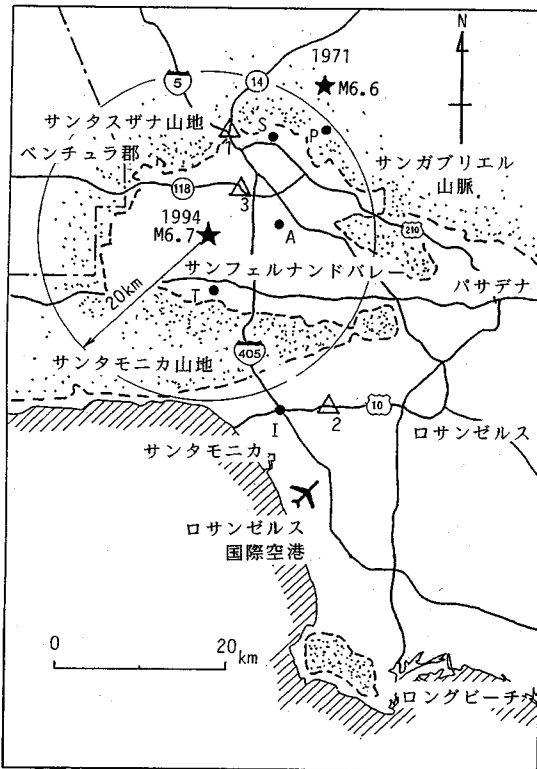 N
5
14
1971
M6.6
サンタスザナ山地
S
P
1
ベンチュラ郡
サンガブリエル
山脈
118
3
1994
M6.7
A
210
サンフェルナンドバレー
パサデナ
20km
T
サンタモニカ山地
405
10
I
2
ロサンゼルス
サンタモニカ
ロサンゼルス
国際空港
0
20
km
ロングビーチ